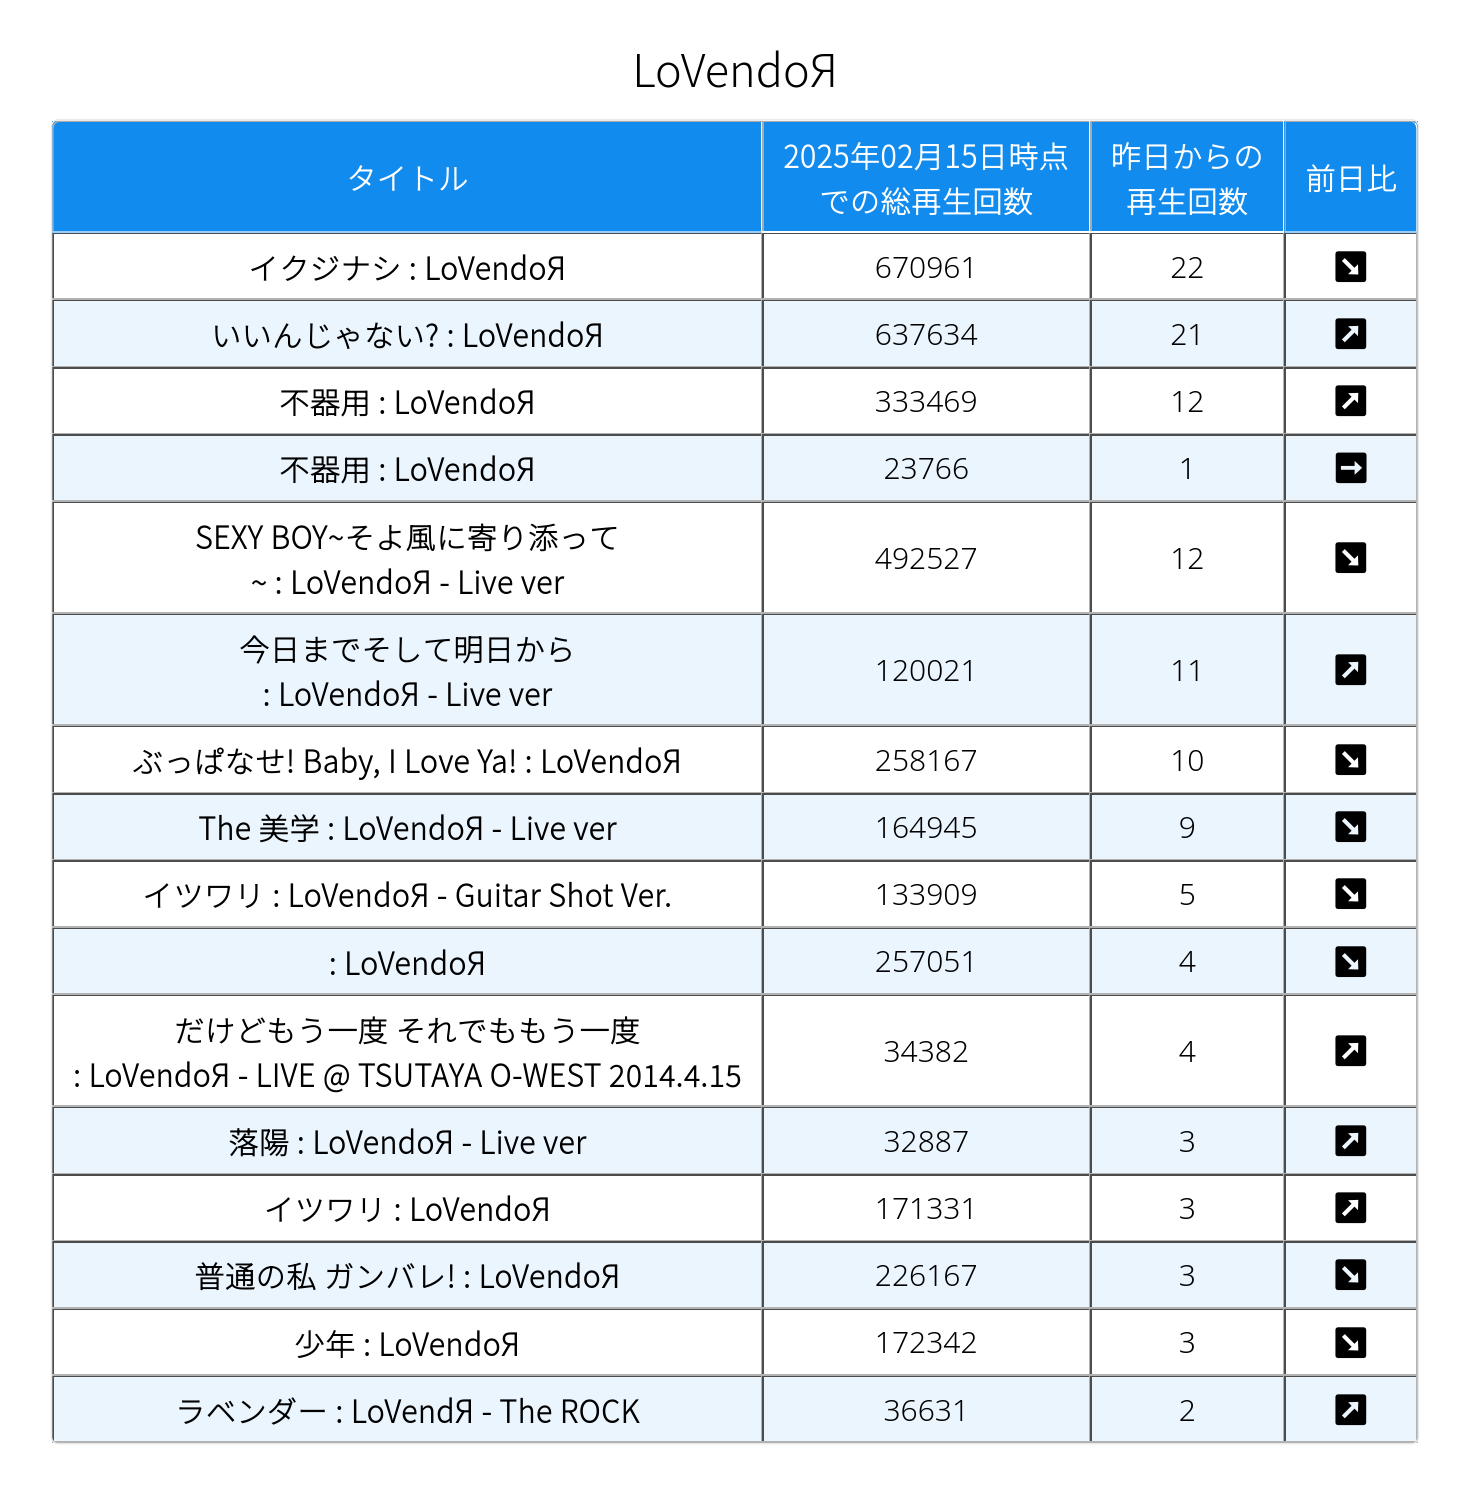 LoVendoЯ
タイトル
2025年02月15日時点
での総再生回数
昨日からの
再生回数
前日比
イクジナシ : LoVendoЯ 670961 22 ↘
いいんじゃない? : LoVendoЯ 637634 21 ↗
不器用 : LoVendoЯ 333469 12 ↗
不器用 : LoVendoЯ 23766 1 →
SEXY BOY~そよ風に寄り添って
~ : LoVendoЯ - Live ver 492527 12 ↘
今日までそして明日から
: LoVendoЯ - Live ver 120021 11 ↗
ぶっぱなせ! Baby, I Love Ya! : LoVendoЯ 258167 10 ↘
The 美学 : LoVendoЯ - Live ver 164945 9 ↘
イツワリ : LoVendoЯ - Guitar Shot Ver. 133909 5 ↘
: LoVendoЯ 257051 4 ↘
だけどもう一度 それでももう一度
: LoVendoЯ - LIVE @ TSUTAYA O-WEST 2014.4.15 34382 4 ↗
落陽 : LoVendoЯ - Live ver 32887 3 ↗
イツワリ : LoVendoЯ 171331 3 ↗
普通の私 ガンバレ! : LoVendoЯ 226167 3 ↘
少年 : LoVendoЯ 172342 3 ↘
ラベンダー : LoVendЯ - The ROCK 36631 2 ↗